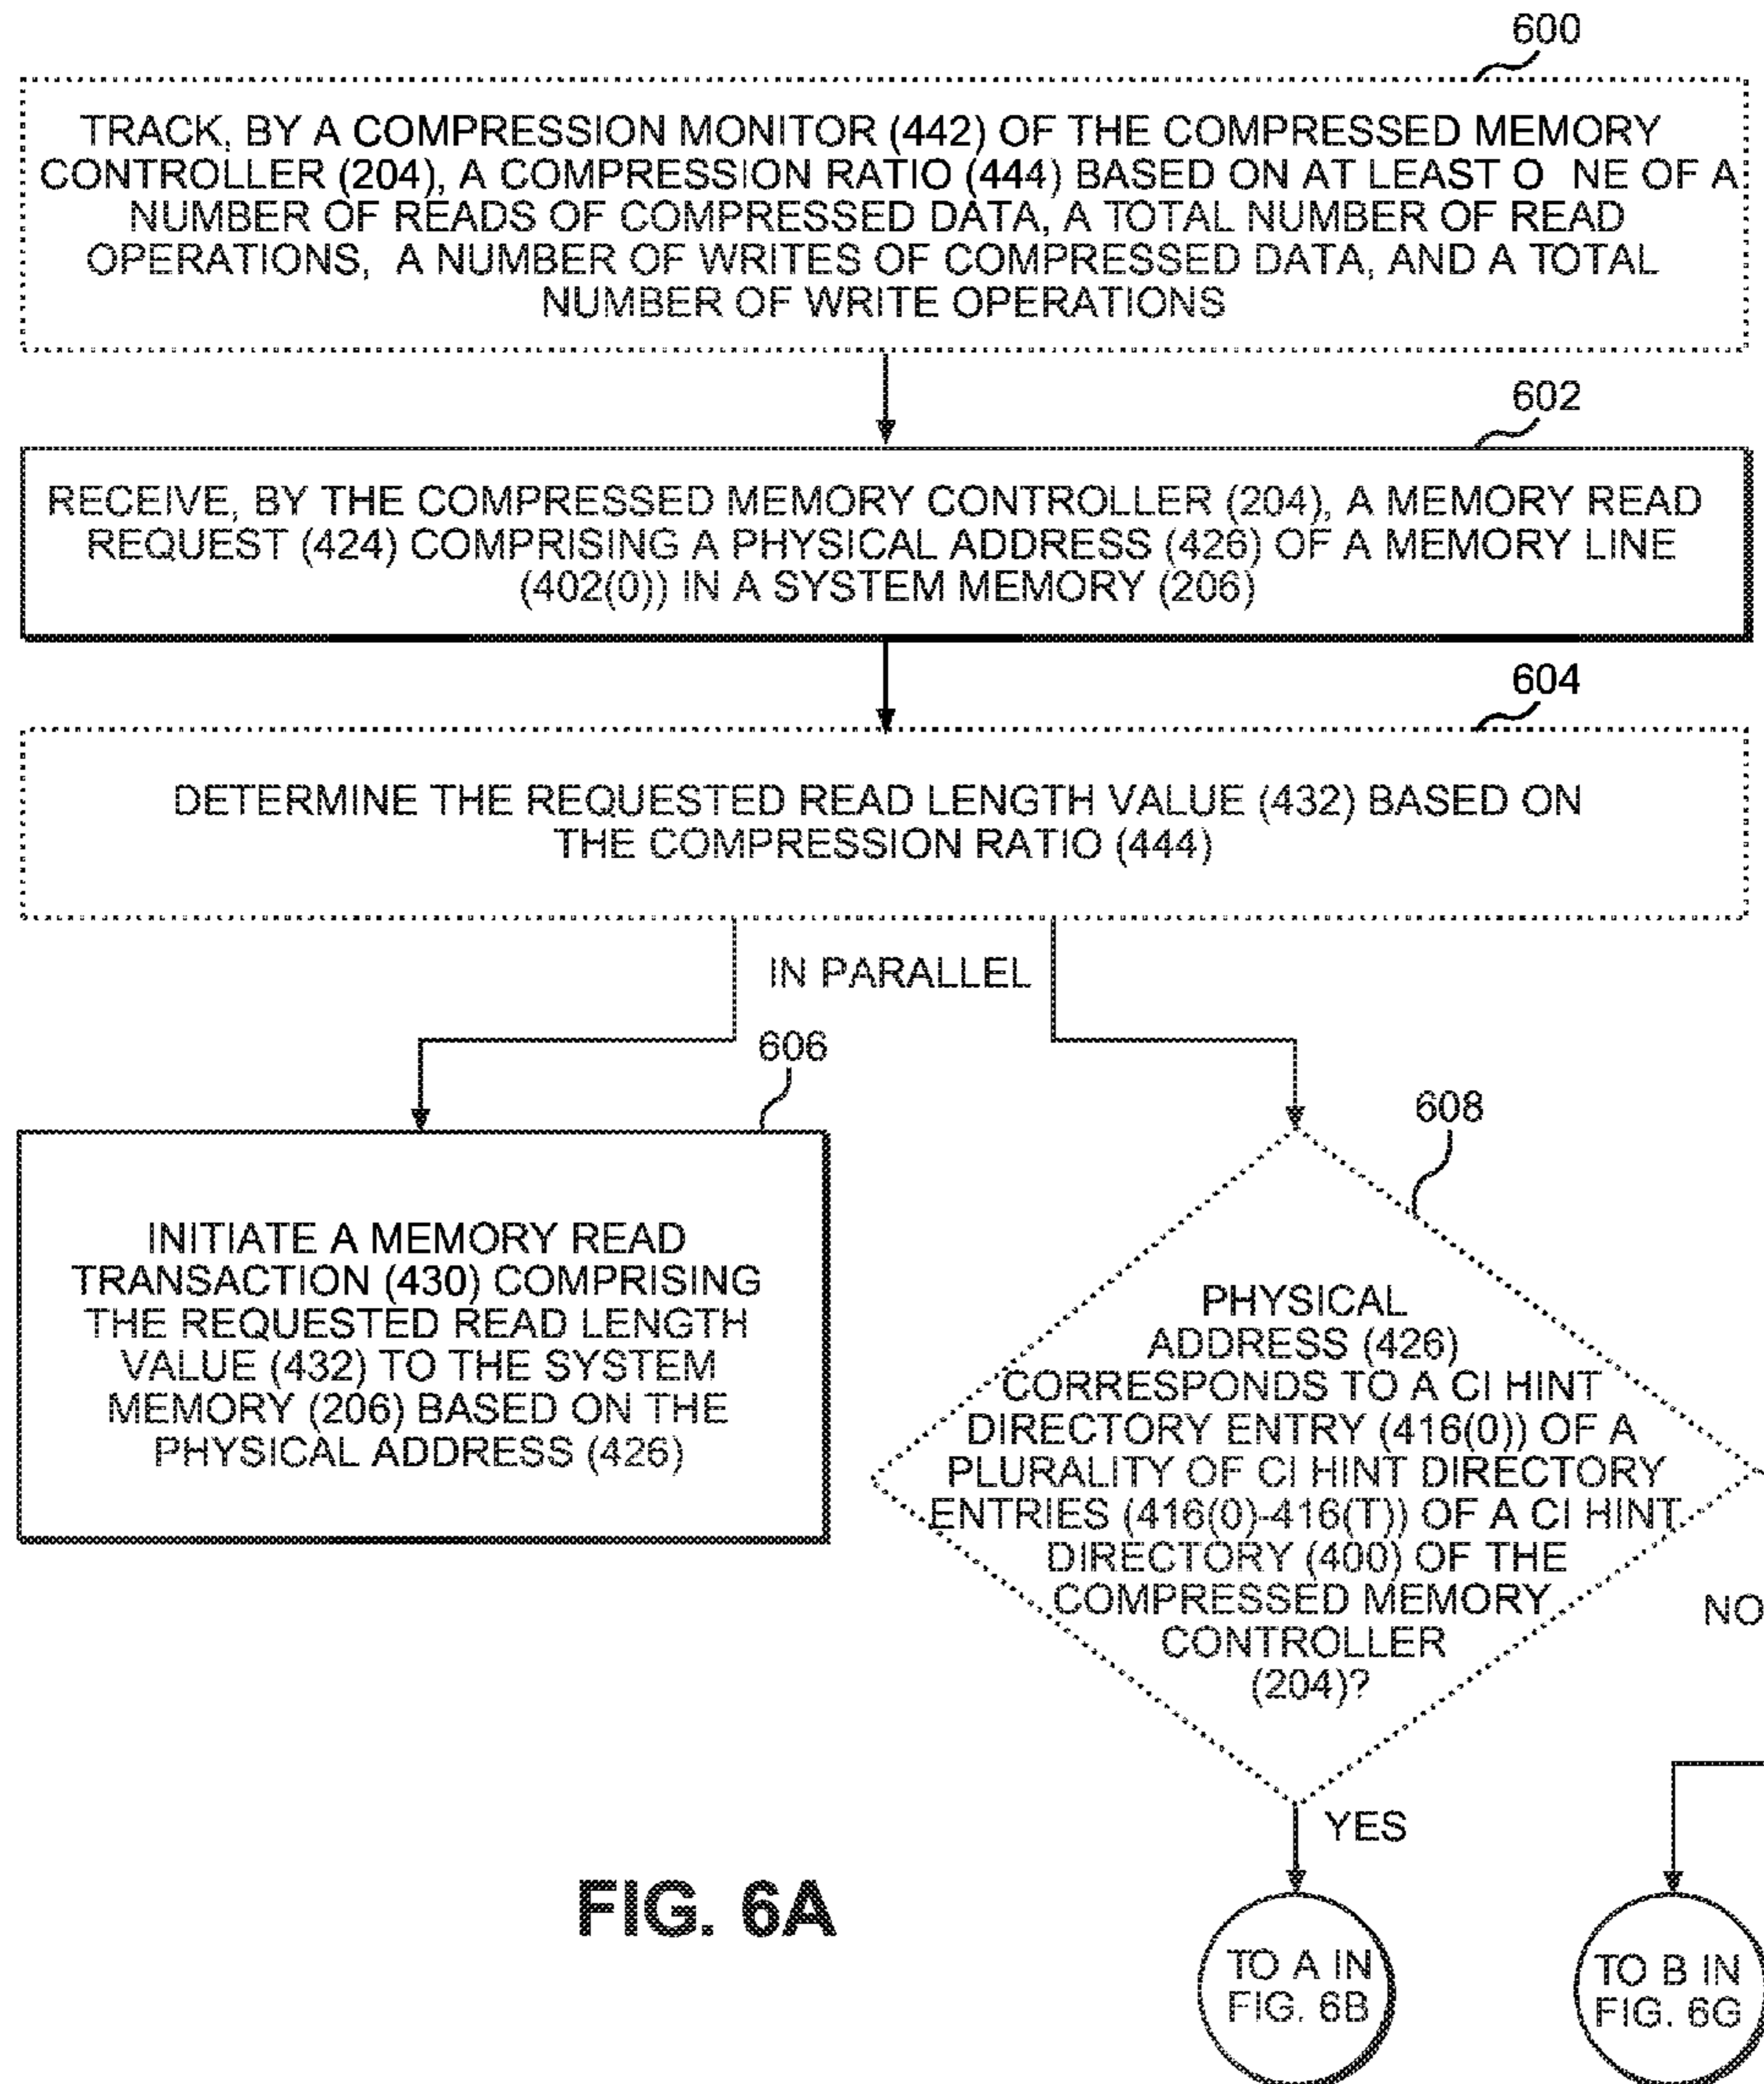 600
TRACK, BY A COMPRESSION MONITOR (442) OF THE COMPRESSED MEMORY
CONTROLLER (204), A COMPRESSION RATIO (444) BASED ON AT LEAST O NE OF A
NUMBER OF READS OF COMPRESSED DATA, A TOTAL NUMBER OF READ
OPERATIONS, A NUMBER OF WRITES OF COMPRESSED DATA, AND A TOTAL
NUMBER OF WRITE OPERATIONS
602
RECEIVE, BY THE COMPRESSED MEMORY CONTROLLER (204), A MEMORY READ
REQUEST (424) COMPRISING A PHYSICAL ADDRESS (426) OF A MEMORY LINE
(402(0)) IN A SYSTEM MEMORY (206)
604
DETERMINE THE REQUESTED READ LENGTH VALUE (432) BASED ON
THE COMPRESSION RATIO (444)
IN PARALLEL
606
INITIATE A MEMORY READ
TRANSACTION (430) COMPRISING
THE REQUESTED READ LENGTH
VALUE (432) TO THE SYSTEM
MEMORY (206) BASED ON THE
PHYSICAL ADDRESS (426)
608
PHYSICAL
ADDRESS (426)
CORRESPONDS TO A CI HINT
DIRECTORY ENTRY (416(0)) OF A
PLURALITY OF CI HINT DIRECTORY
ENTRIES (416(0)-416(T)) OF A CI HINT
DIRECTORY (400) OF THE
COMPRESSED MEMORY
CONTROLLER
(204)?
NO
YES
TO A IN
FIG. 6B
TO B IN
FIG. 6G
FIG. 6A